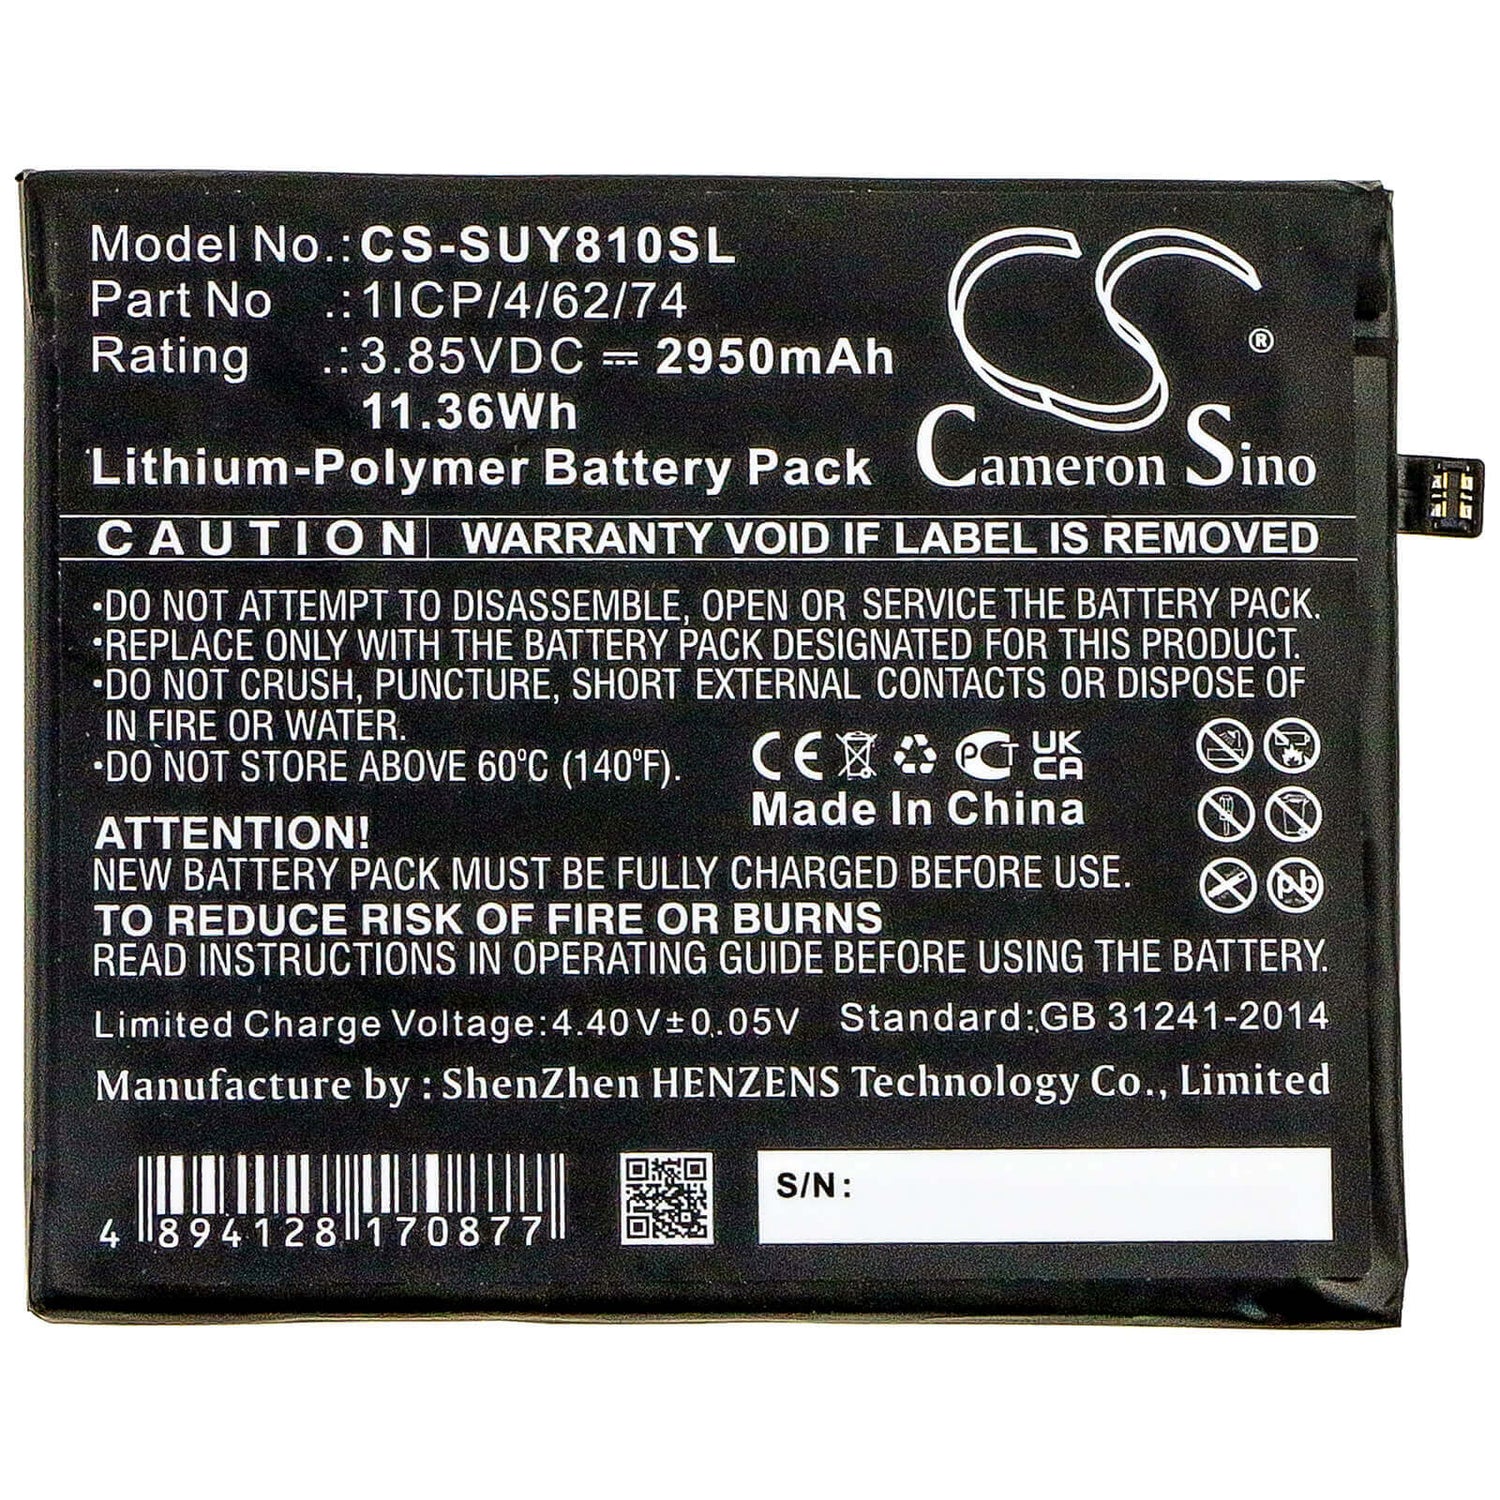 Model No.: CS-SUY810SL
Part No .: 1ICP/4/62/74
Rating .: 3.85VDC ⎓ 2950mAh
11.36Wh
Lithium-Polymer Battery Pack
CS
®
Cameron Sino
CAUTION WARRANTY VOID IF LABEL IS REMOVED
·DO NOT ATTEMPT TO DISASSEMBLE, OPEN OR SERVICE THE BATTERY PACK.
·REPLACE ONLY WITH THE BATTERY PACK DESIGNATED FOR THIS PRODUCT.
·DO NOT CRUSH, PUNCTURE, SHORT EXTERNAL CONTACTS OR DISPOSE OF
IN FIRE OR WATER.
·DO NOT STORE ABOVE 60°C (140°F).
CE PCT UK
CA
Made In China
Pb
ATTENTION!
NEW BATTERY PACK MUST BE FULLY CHARGED BEFORE USE.
TO REDUCE RISK OF FIRE OR BURNS
READ INSTRUCTIONS IN OPERATING GUIDE BEFORE USING THE BATTERY.
Limited Charge Voltage:4.40V±0.05V Standard:GB 31241-2014
Manufacture by : ShenZhen HENZENS Technology Co., Limited
4 894128 170877
S/N: